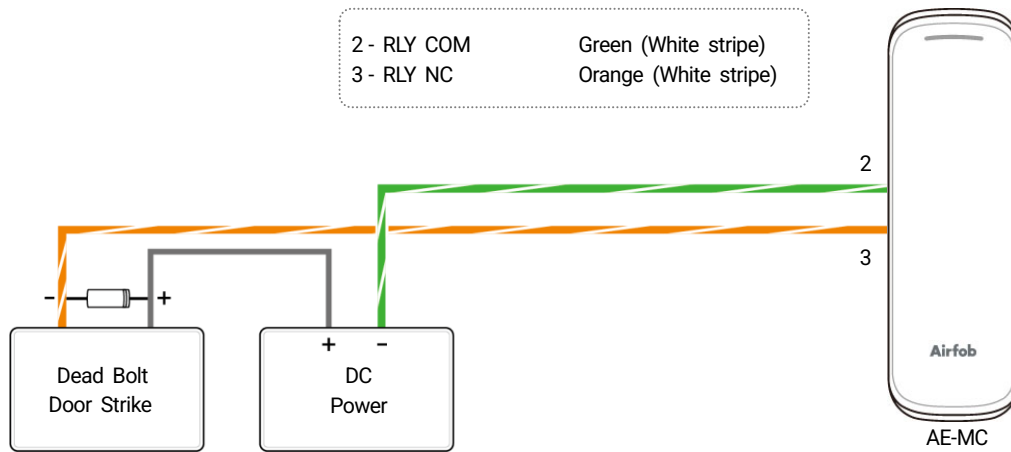 2 - RLY COM Green (White stripe)
3 - RLY NC Orange (White stripe)
2
3
- +
+ -
Dead Bolt
Door Strike
DC
Power
Airfob
AE-MC